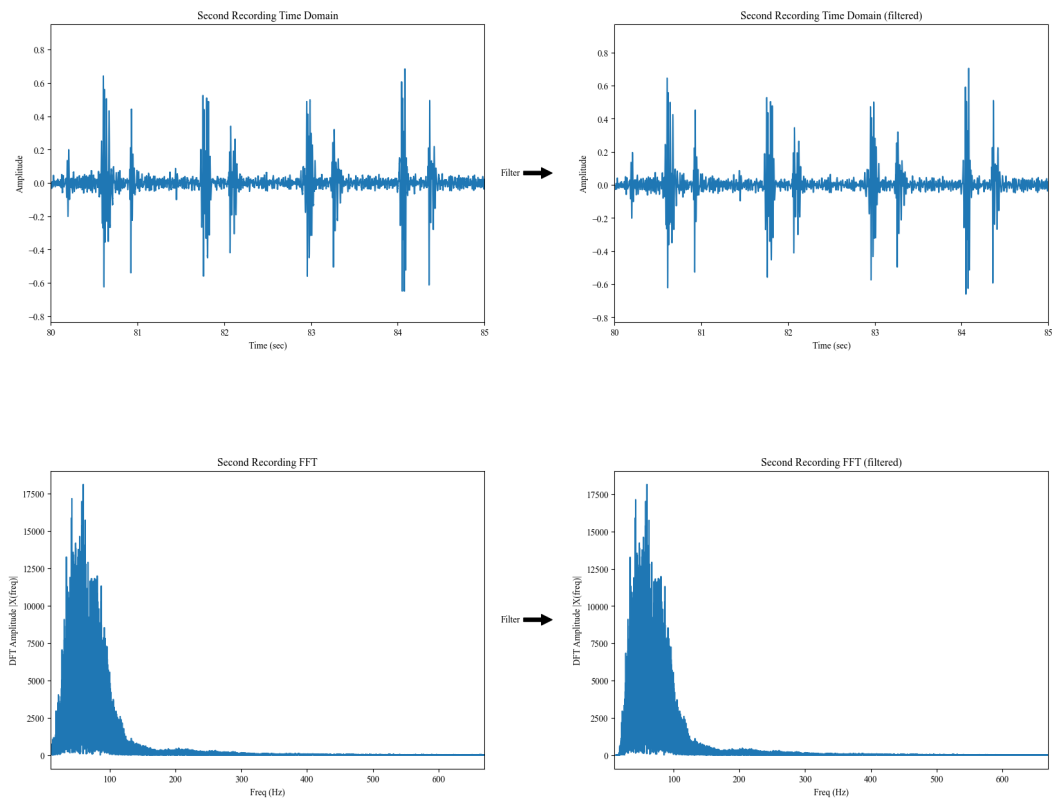 Second Recording Time Domain
Amplitude
0.8
0.6
0.4
0.2
0.0
−0.2
−0.4
−0.6
−0.8
80 81 82 83 84 85
Time (sec)
Filter
Second Recording Time Domain (filtered)
Amplitude
0.8
0.6
0.4
0.2
0.0
−0.2
−0.4
−0.6
−0.8
80 81 82 83 84 85
Time (sec)
Second Recording FFT
DFT Amplitude |X(freq)|
17500
15000
12500
10000
7500
5000
2500
0
100 200 300 400 500 600
Freq (Hz)
Filter
Second Recording FFT (filtered)
DFT Amplitude |X(freq)|
17500
15000
12500
10000
7500
5000
2500
0
100 200 300 400 500 600
Freq (Hz)